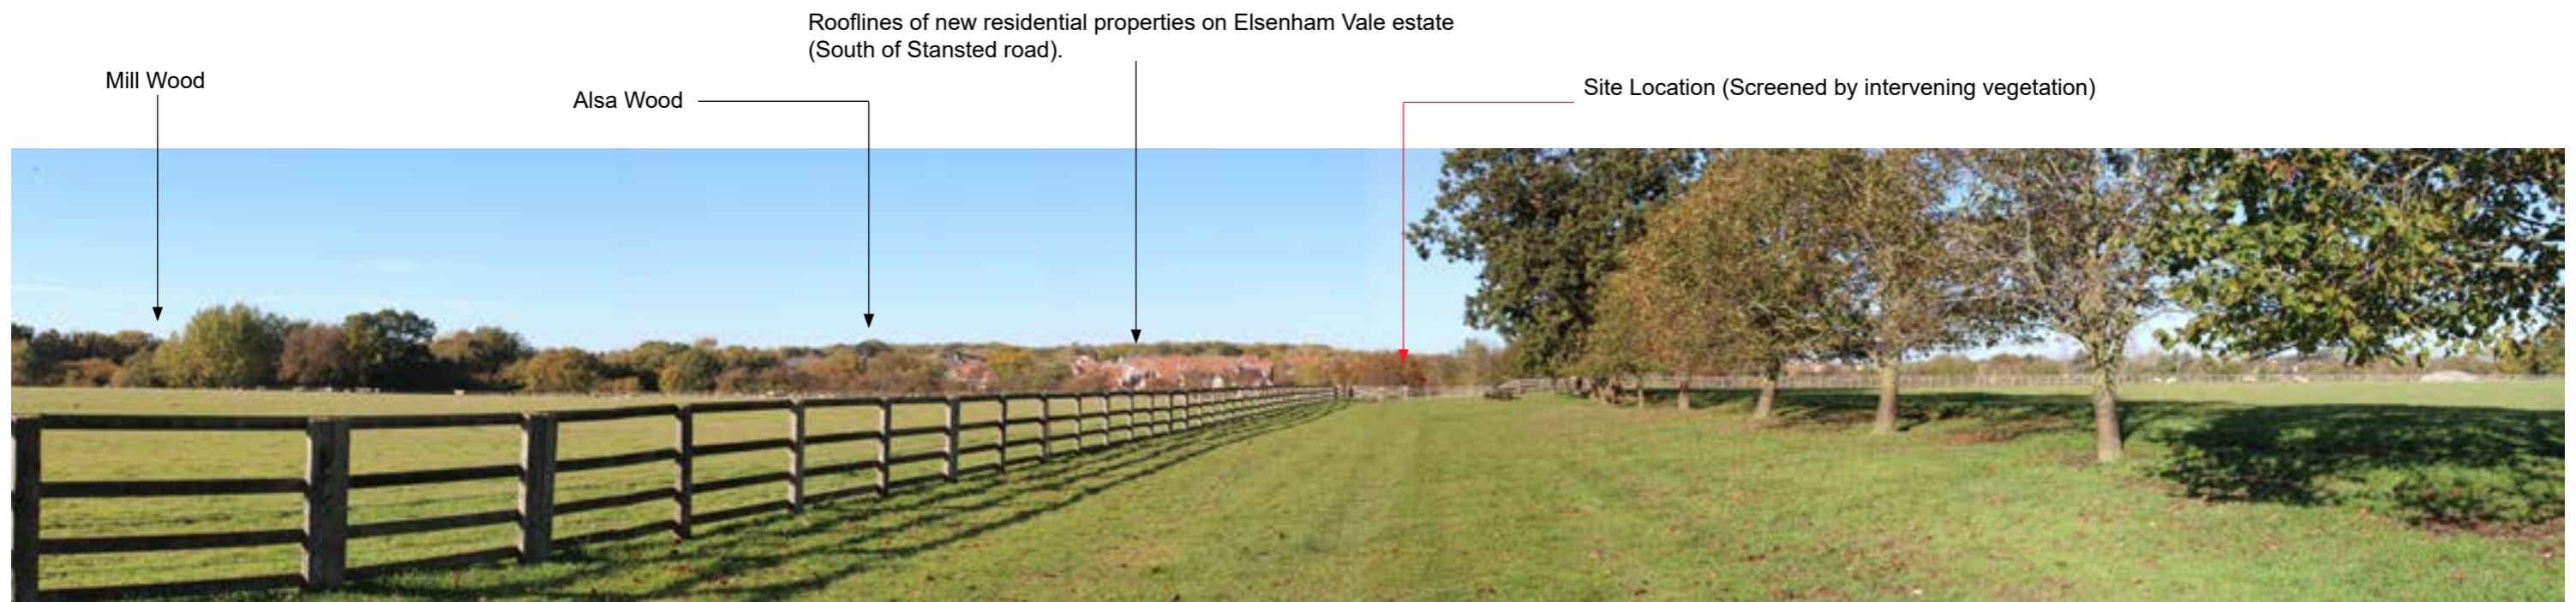 Rooflines of new residential properties on Elsenham Vale estate
(South of Stansted road).
Mill Wood
Alsa Wood
Site Location (Screened by intervening vegetation)